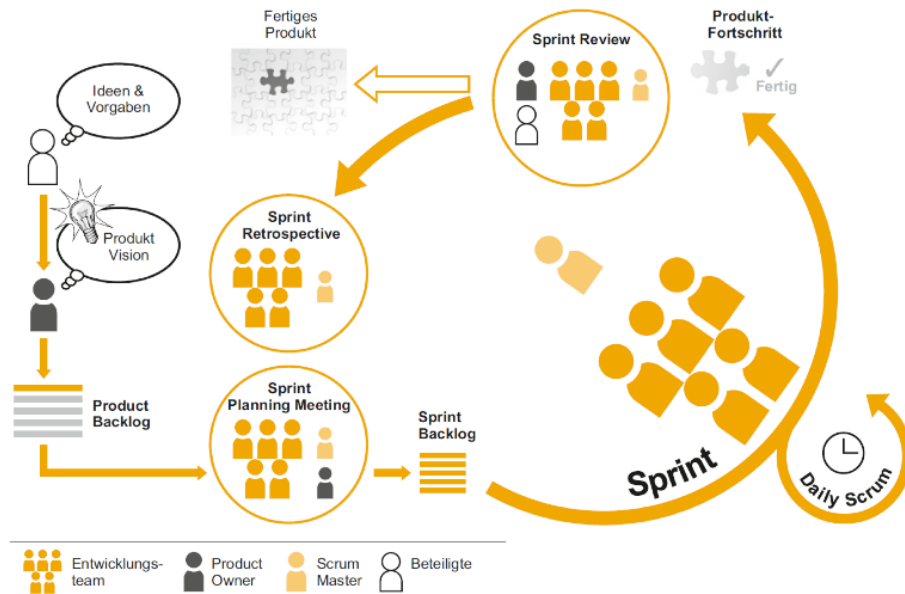 Fertiges
Produkt
Sprint Review
Produkt-
Fortschritt
Fertig
Ideen &
Vorgaben
Produkt
Vision
Sprint
Retrospective
Product
Backlog
Sprint
Planning Meeting
Sprint
Backlog
Sprint
Daily Scrum
Entwicklungs-
team
Product
Owner
Scrum
Master
Beteiligte